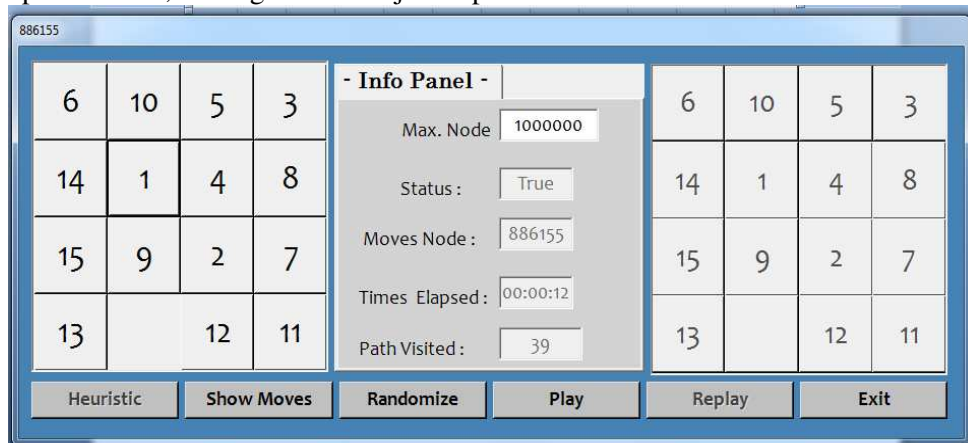 886155
6 10 5 3
14 1 4 8
15 9 2 7
13 12 11
- Info Panel -
Max. Node 1000000
Status : True
Moves Node : 886155
Times Elapsed : 00:00:12
Path Visited : 39
6 10 5 3
14 1 4 8
15 9 2 7
13 12 11
Heuristic Show Moves Randomize Play Replay Exit